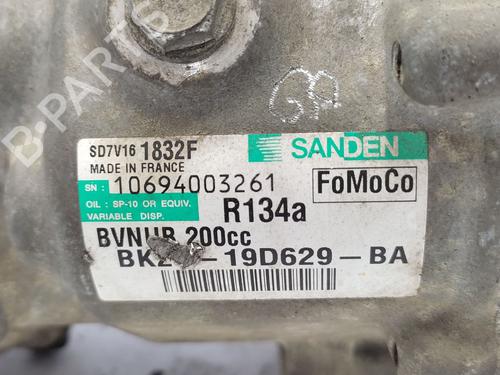 B-PARTS
GA
SD7V16 1832F SANDEN
MADE IN FRANCE
SN: 10694003261 FoMoCo
OIL : SP-10 OR EQUIV. R134a
VARIABLE DISP.
200cc
-19D629-BA